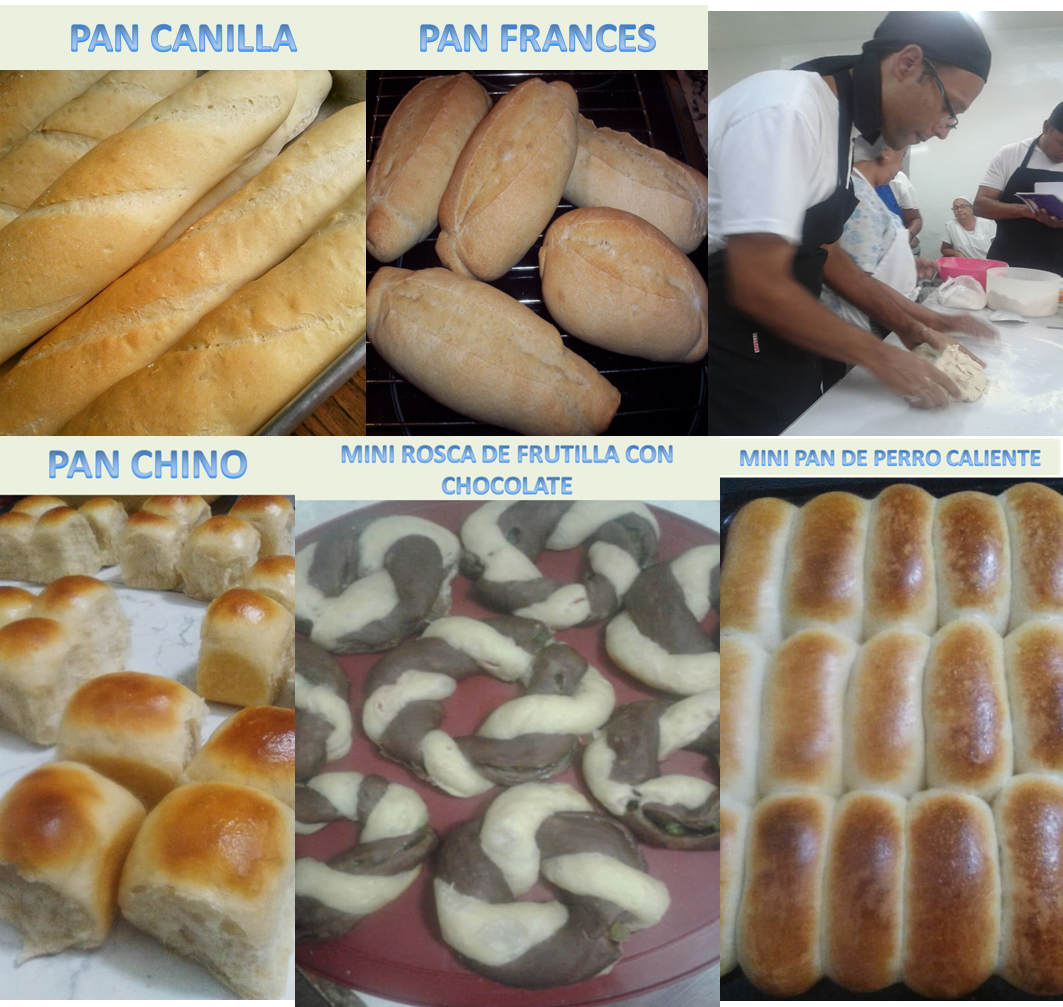 PAN CANILLA
PAN FRANCES
PAN CHINO
MINI ROSCA DE FRUTILLA CON
CHOCOLATE
MINI PAN DE PERRO CALIENTE